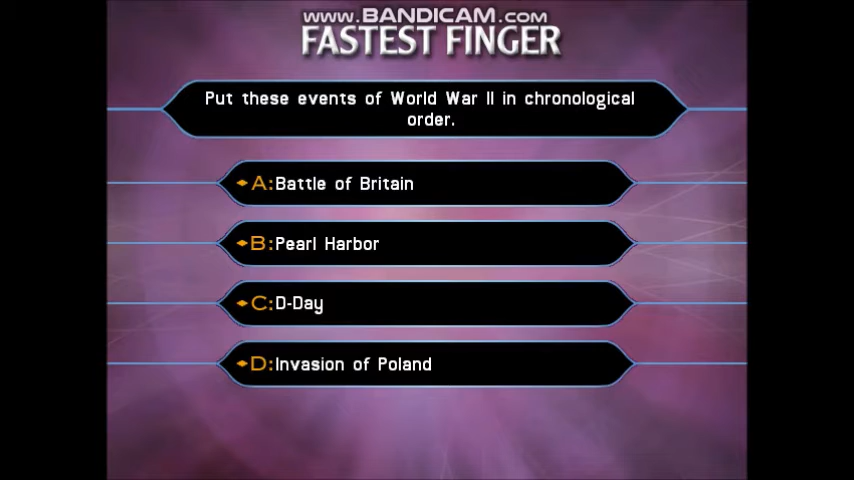 www.BANDICAM.com
FASTEST FINGER
Put these events of World War II in chronological
order.
A:Battle of Britain
B:Pearl Harbor
C:D-Day
D:Invasion of Poland